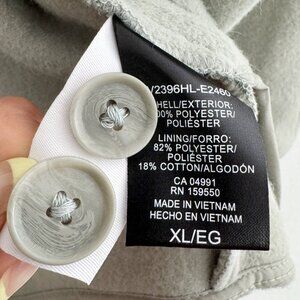 /2396HL-E2460
HELL/EXTERIOR:
00% POLYESTER/
POLIÉSTER
LINING/FORRO:
82% POLYESTER/
POLIÉSTER
18% COTTON/ALGODÓN
CA 04991
RN 159550
MADE IN VIETNAM
HECHO EN VIETNAM
XL/EG